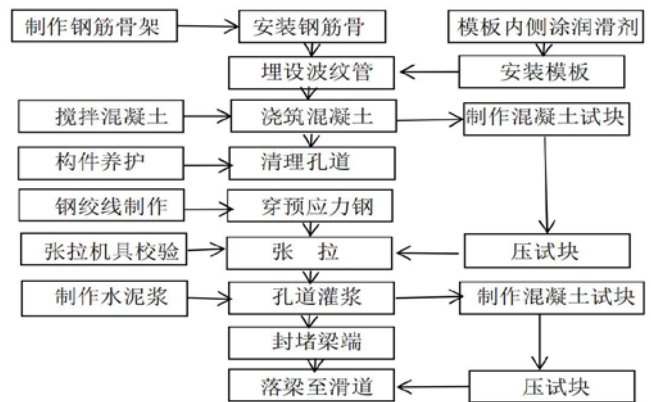 制作钢筋骨架 安装钢筋骨 模板内侧涂润滑剂
埋设波纹管 安装模板
搅拌混凝土 浇筑混凝土 制作混凝土试块
构件养护 清理孔道
钢绞线制作 穿预应力钢
张拉机具校验 张 拉 压试块
制作水泥浆 孔道灌浆 制作混凝土试块
封堵梁端
落梁至滑道 压试块